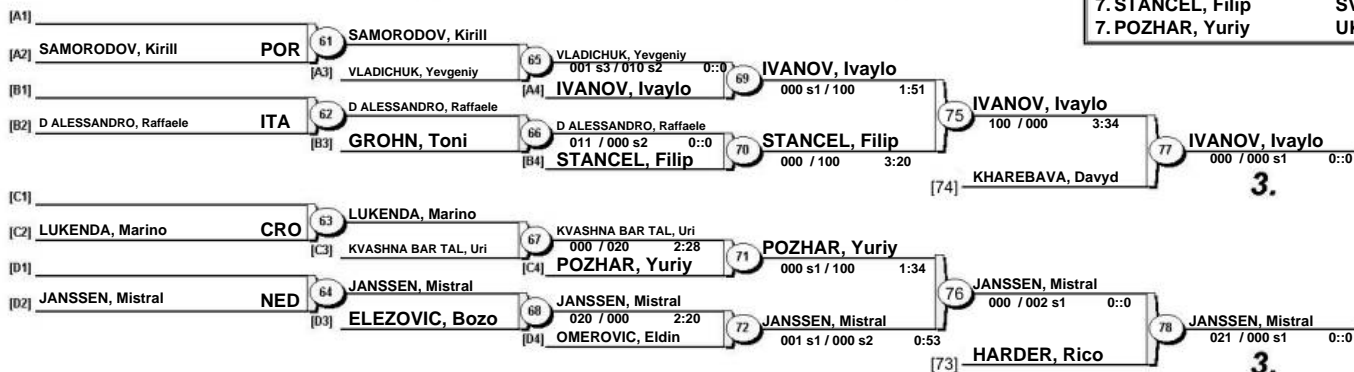 7. STANCEL, Filip
7. POZHAR, Yuriy
[A1]
[A2] SAMORODOV, Kirill POR
61 SAMORODOV, Kirill
[A3] VLADICHUK, Yevgeniy
65 VLADICHUK, Yevgeniy
001 s3 / 010 s2 0::0
[A4] IVANOV, Ivaylo
69 IVANOV, Ivaylo
000 s1 / 100 1:51
[B1]
[B2] D ALESSANDRO, Raffaele ITA
62 D ALESSANDRO, Raffaele
[B3] GROHN, Toni
66 D ALESSANDRO, Raffaele
011 / 000 s2 0::0
[B4] STANCEL, Filip
70 STANCEL, Filip
000 / 100 3:20
75 IVANOV, Ivaylo
100 / 000 3:34
[74] KHAREBAVA, Davyd
77 IVANOV, Ivaylo
000 / 000 s1 0::0
3.
[C1]
[C2] LUKENDA, Marino CRO
63 LUKENDA, Marino
[C3] KVASHNA BAR TAL, Uri
67 KVASHNA BAR TAL, Uri
000 / 020 2:28
[C4] POZHAR, Yuriy
71 POZHAR, Yuriy
000 s1 / 100 1:34
[D1]
[D2] JANSSEN, Mistral NED
64 JANSSEN, Mistral
[D3] ELEZOVIC, Bozo
68 JANSSEN, Mistral
020 / 000 2:20
[D4] OMEROVIC, Eldin
72 JANSSEN, Mistral
001 s1 / 000 s2 0:53
76 JANSSEN, Mistral
000 / 002 s1 0::0
[73] HARDER, Rico
78 JANSSEN, Mistral
021 / 000 s1 0::0
3.